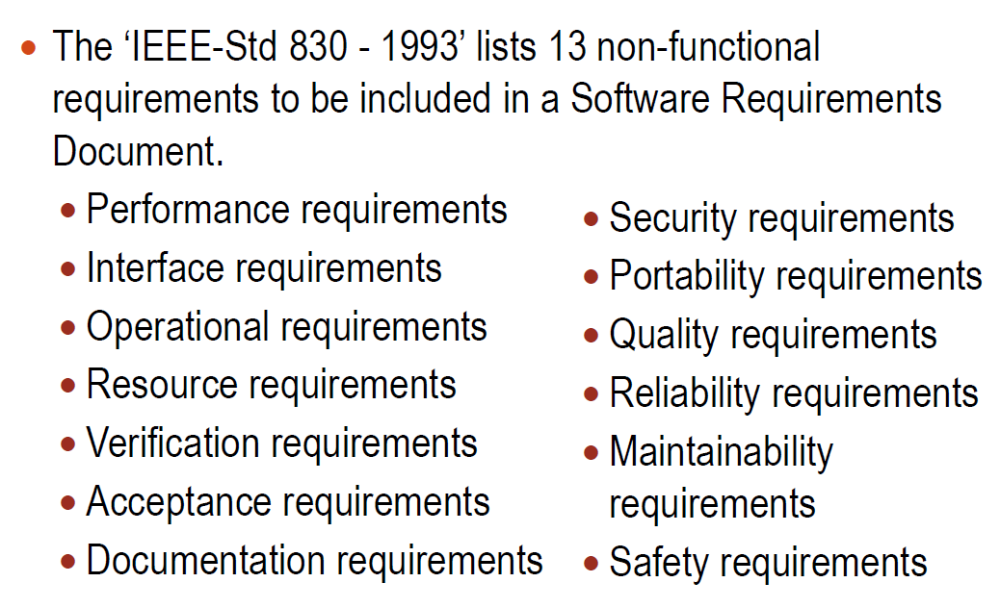 • The ‘IEEE-Std 830 - 1993’ lists 13 non-functional
requirements to be included in a Software Requirements
Document.
• Performance requirements
• Interface requirements
• Operational requirements
• Resource requirements
• Verification requirements
• Acceptance requirements
• Documentation requirements
• Security requirements
• Portability requirements
• Quality requirements
• Reliability requirements
• Maintainability
requirements
• Safety requirements